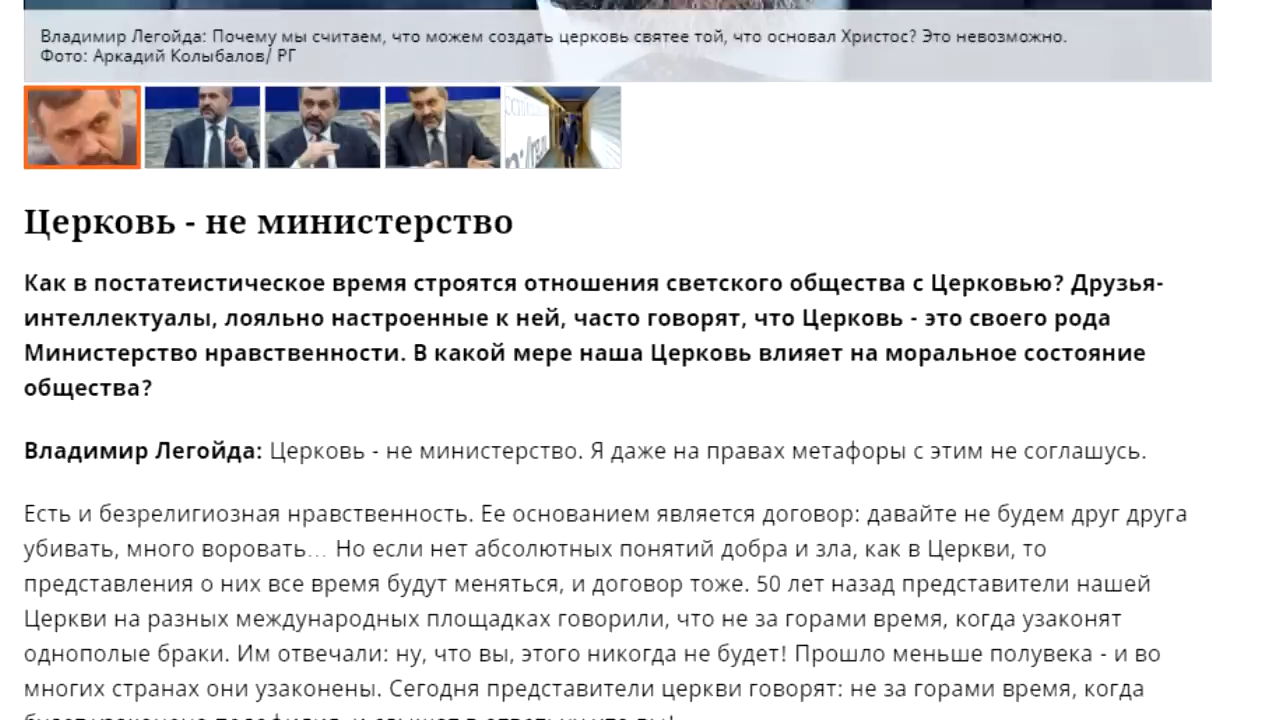 Владимир Легойда: Почему мы считаем, что можем создать церковь святее той, что основал Христос? Это невозможно.
Фото: Аркадий Колыбалов/ РГ
Церковь - не министерство
Как в постатеистическое время строятся отношения светского общества с Церковью? Друзья-
интеллектуалы, лояльно настроенные к ней, часто говорят, что Церковь - это своего рода
Министерство нравственности. В какой мере наша Церковь влияет на моральное состояние
общества?
Владимир Легойда: Церковь - не министерство. Я даже на правах метафоры с этим не соглашусь.
Есть и безрелигиозная нравственность. Ее основанием является договор: давайте не будем друг друга
убивать, много воровать... Но если нет абсолютных понятий добра и зла, как в Церкви, то
представления о них все время будут меняться, и договор тоже. 50 лет назад представители нашей
Церкви на разных международных площадках говорили, что не за горами время, когда узаконят
однополые браки. Им отвечали: ну, что вы, этого никогда не будет! Прошло меньше полувека - и во
многих странах они узаконены. Сегодня представители церкви говорят: не за горами время, когда